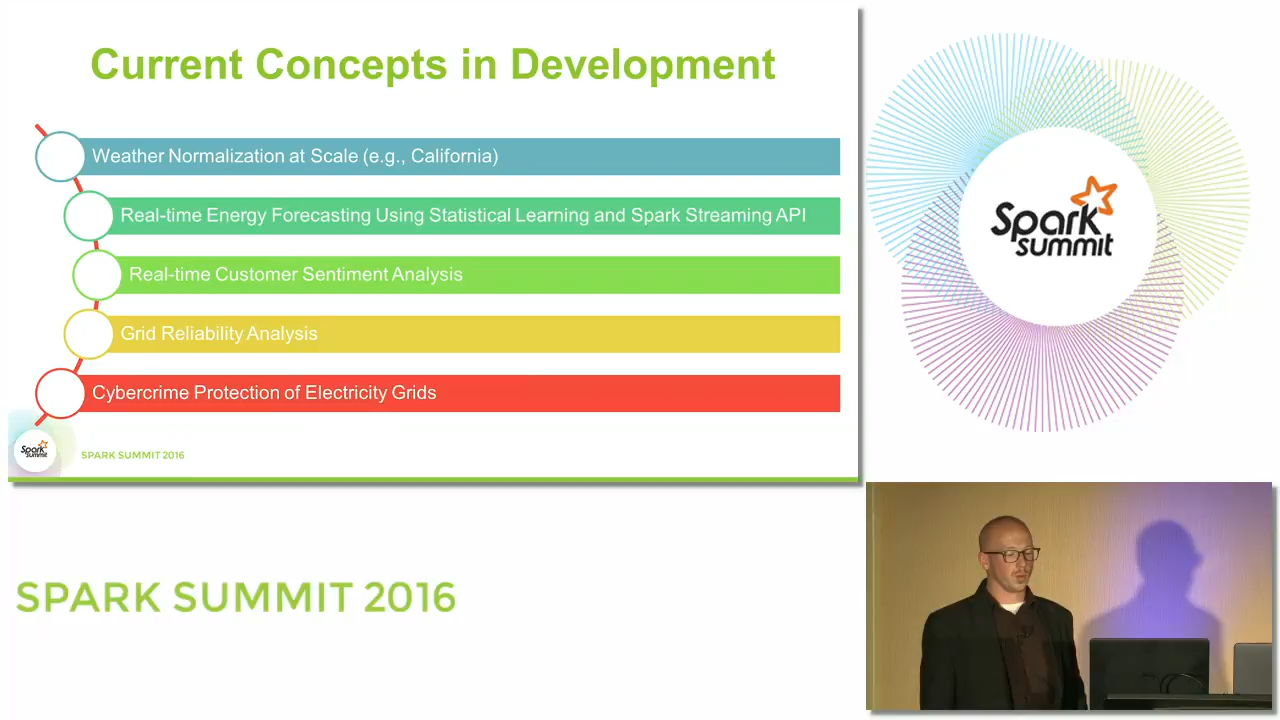 Current Concepts in Development
Weather Normalization at Scale (e.g., California)
Real-time Energy Forecasting Using Statistical Learning and Spark Streaming API
Real-time Customer Sentiment Analysis
Grid Reliability Analysis
Cybercrime Protection of Electricity Grids
Spark
Summit
SPARK SUMMIT 2016
Spark
summit
SPARK SUMMIT 2016